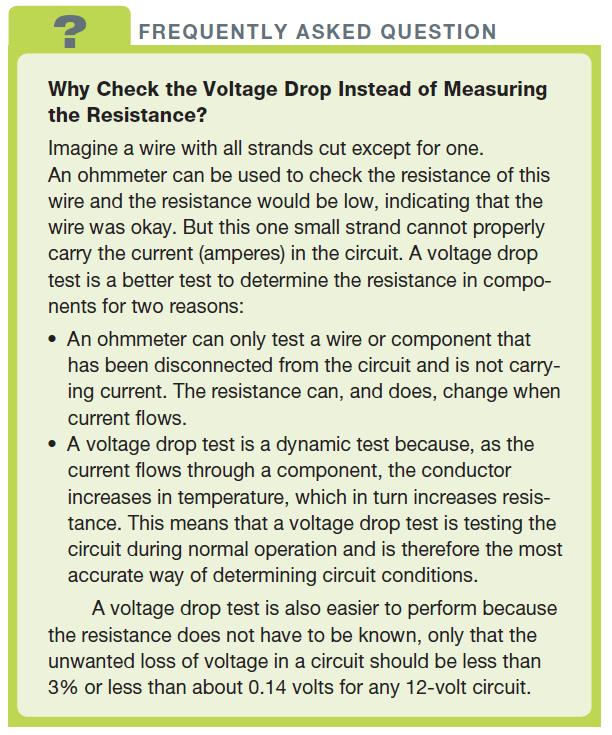 ?
FREQUENTLY ASKED QUESTION
Why Check the Voltage Drop Instead of Measuring
the Resistance?
Imagine a wire with all strands cut except for one.
An ohmmeter can be used to check the resistance of this
wire and the resistance would be low, indicating that the
wire was okay. But this one small strand cannot properly
carry the current (amperes) in the circuit. A voltage drop
test is a better test to determine the resistance in compo-
nents for two reasons:
• An ohmmeter can only test a wire or component that
has been disconnected from the circuit and is not carry-
ing current. The resistance can, and does, change when
current flows.
• A voltage drop test is a dynamic test because, as the
current flows through a component, the conductor
increases in temperature, which in turn increases resis-
tance. This means that a voltage drop test is testing the
circuit during normal operation and is therefore the most
accurate way of determining circuit conditions.
A voltage drop test is also easier to perform because
the resistance does not have to be known, only that the
unwanted loss of voltage in a circuit should be less than
3% or less than about 0.14 volts for any 12-volt circuit.